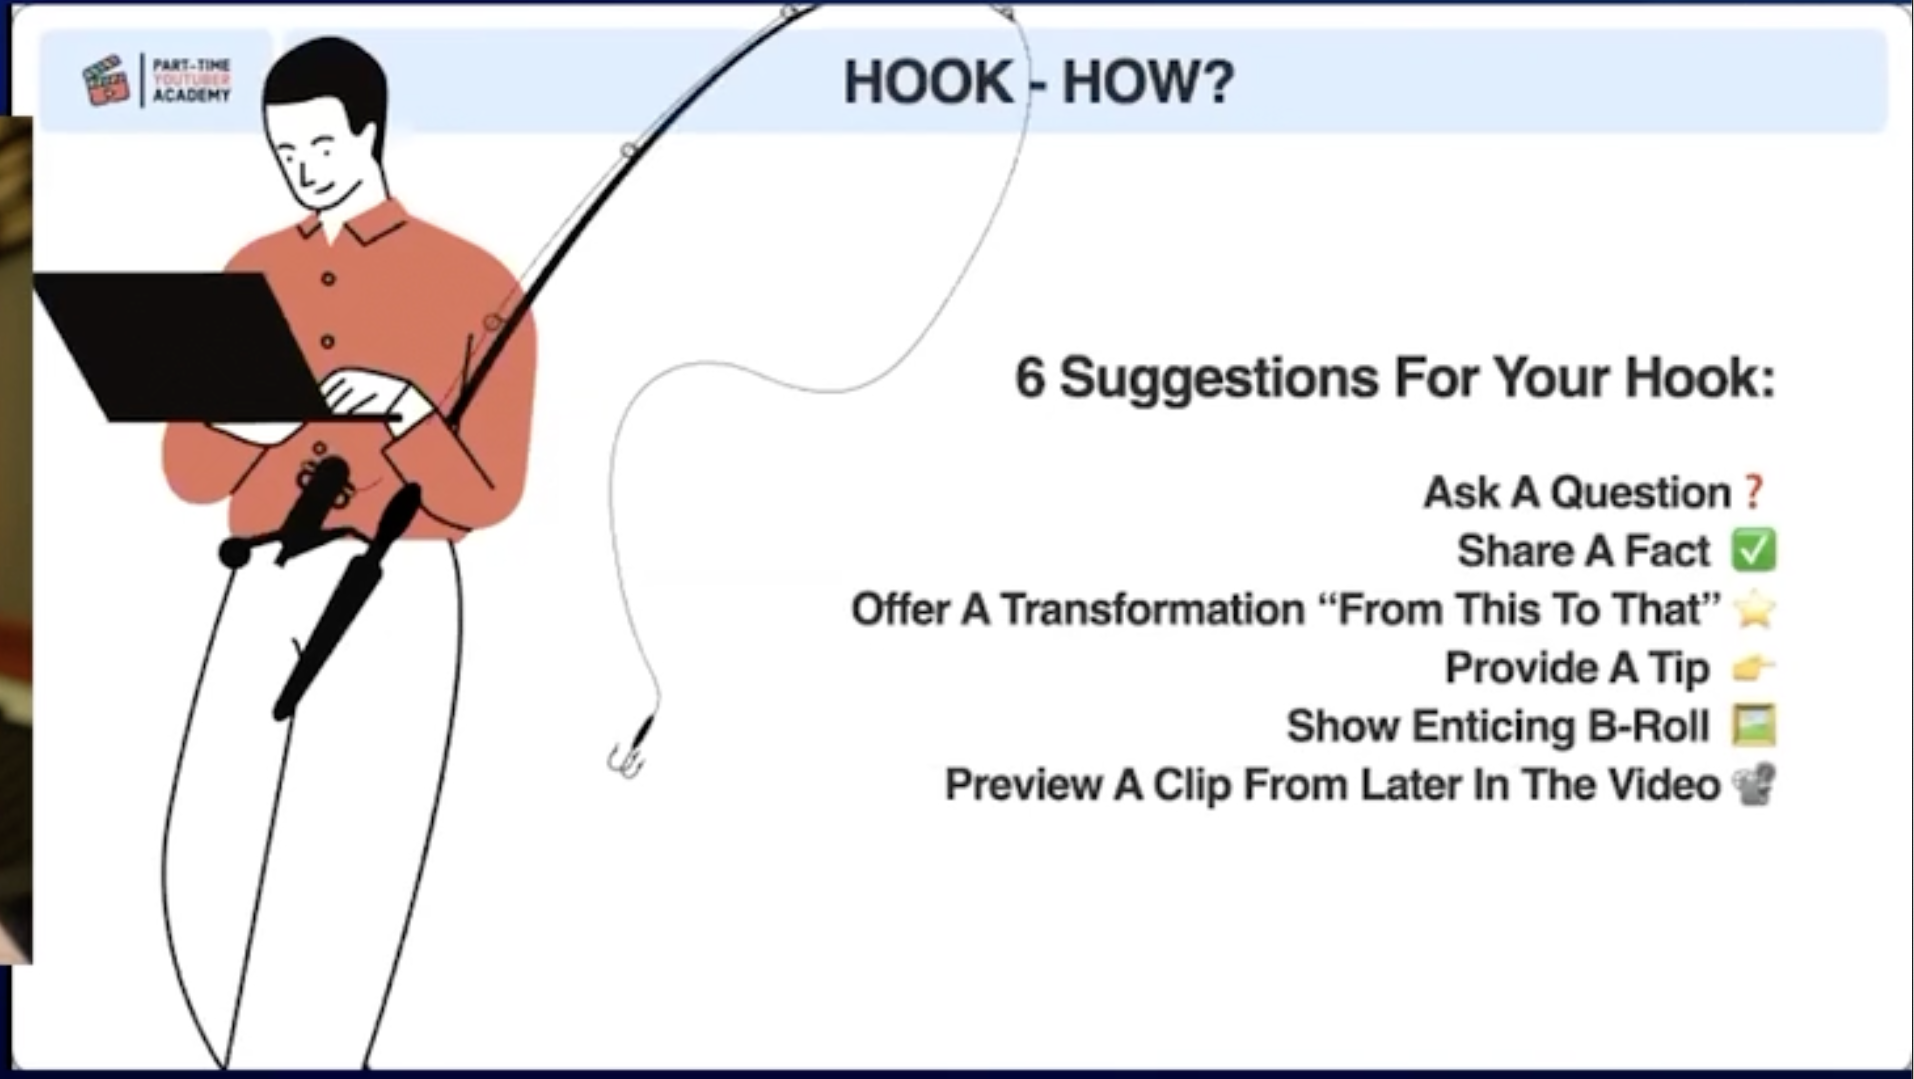 PART-TIME
YOUTUBER
ACADEMY
HOOK - HOW?
6 Suggestions For Your Hook:
Ask A Question ❓
Share A Fact ✅
Offer A Transformation “From This To That” ⭐
Provide A Tip 👉
Show Enticing B-Roll 🖼️
Preview A Clip From Later In The Video 📽️